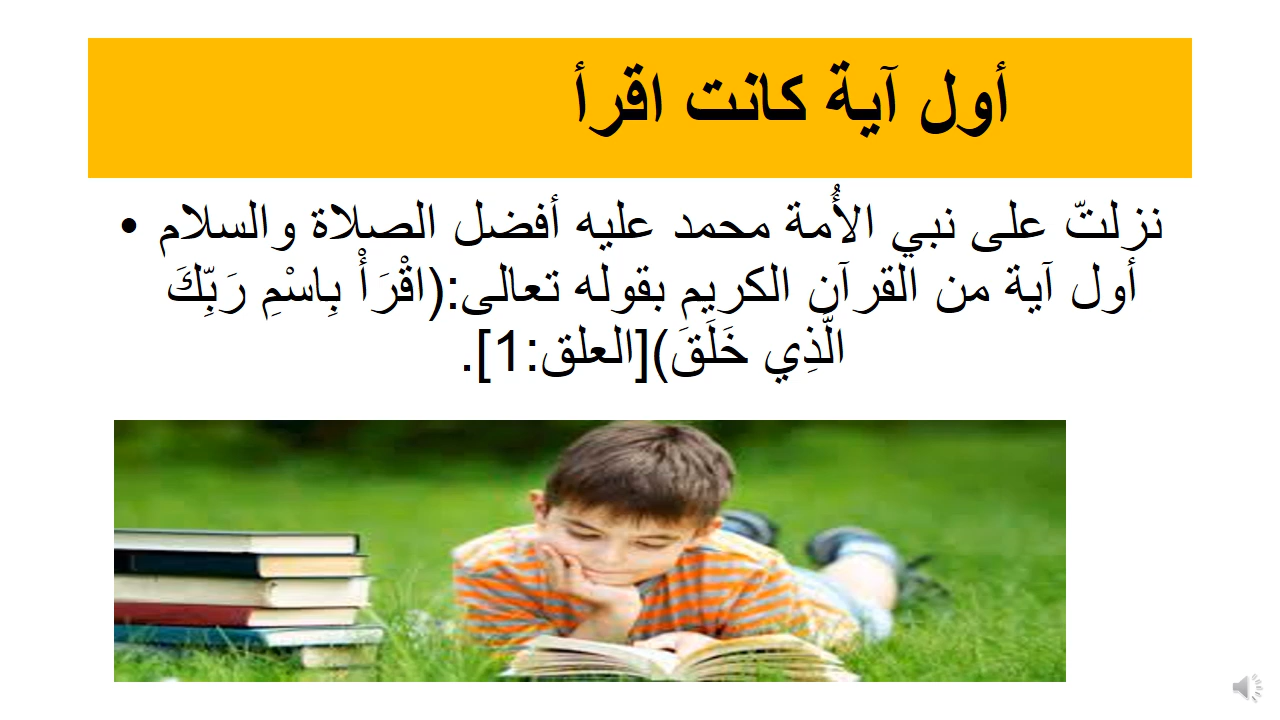 أول آية كانت اقرأ
• نزلتّ على نبي الأُمة محمد عليه أفضل الصلاة والسلام
أول آية من القرآن الكريم بقوله تعالى:(اقْرَأْ بِاسْمِ رَبِّكَ
الَّذِي خَلَقَ)[العلق:1].